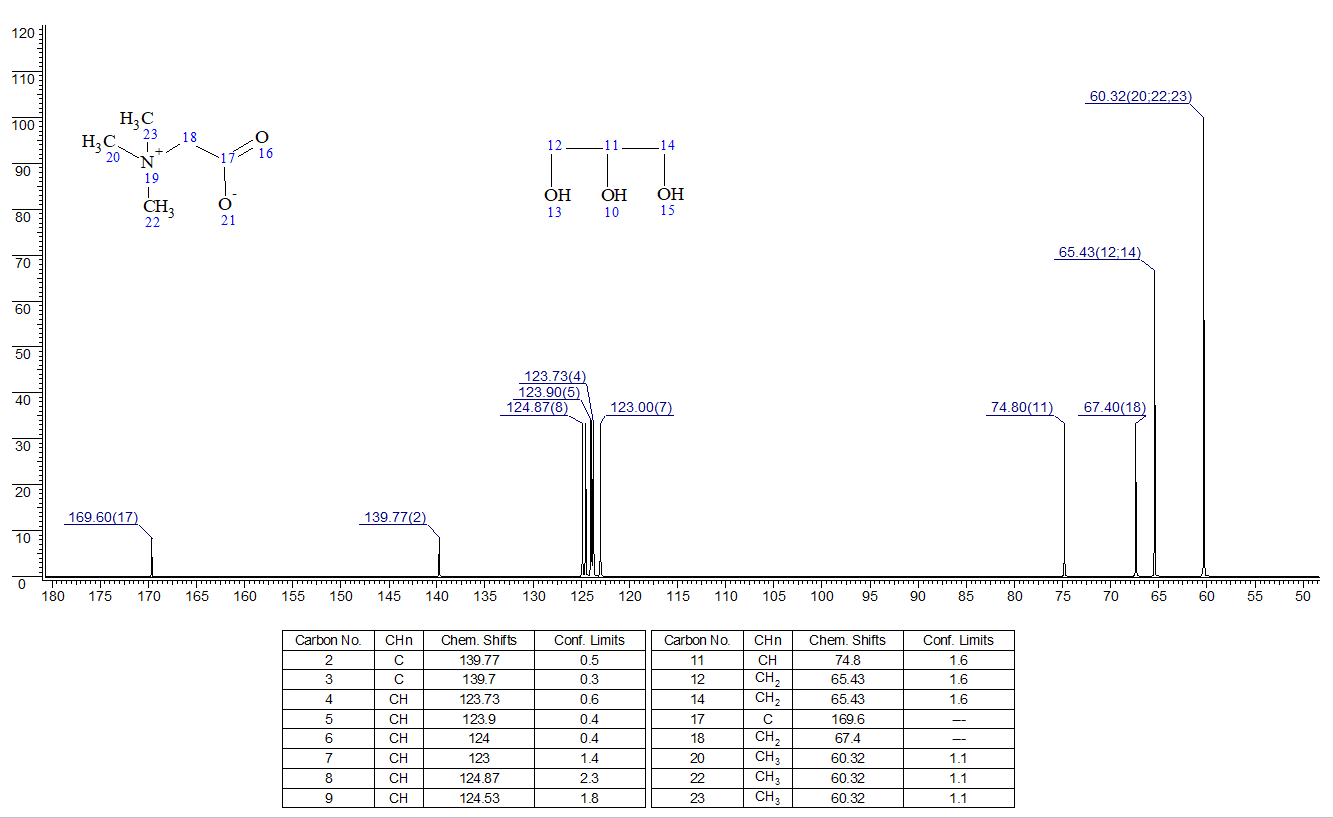 120
110
100
90
80
70
60
50
40
30
20
10
0
H3C
23
18
O
16
H3C
20
N
+
19
17
CH3
22
O
-
21
12
11
14
OH
13
OH
10
OH
15
60.32(20;22;23)
65.43(12;14)
123.73(4)
123.90(5)
124.87(8)
123.00(7)
74.80(11)
67.40(18)
169.60(17)
139.77(2)
180 175 170 165 160 155 150 145 140 135 130 125 120 115 110 105 100 95 90 85 80 75 70 65 60 55 50
Carbon No. CHn Chem. Shifts Conf. Limits
2 C 139.77 0.5
3 C 139.7 0.3
4 CH 123.73 0.6
5 CH 123.9 0.4
6 CH 124 0.4
7 CH 123 1.4
8 CH 124.87 2.3
9 CH 124.53 1.8
Carbon No. CHn Chem. Shifts Conf. Limits
11 CH 74.8 1.6
12 CH2 65.43 1.6
14 CH2 65.43 1.6
17 C 169.6 ---
18 CH2 67.4 ---
20 CH3 60.32 1.1
22 CH3 60.32 1.1
23 CH3 60.32 1.1